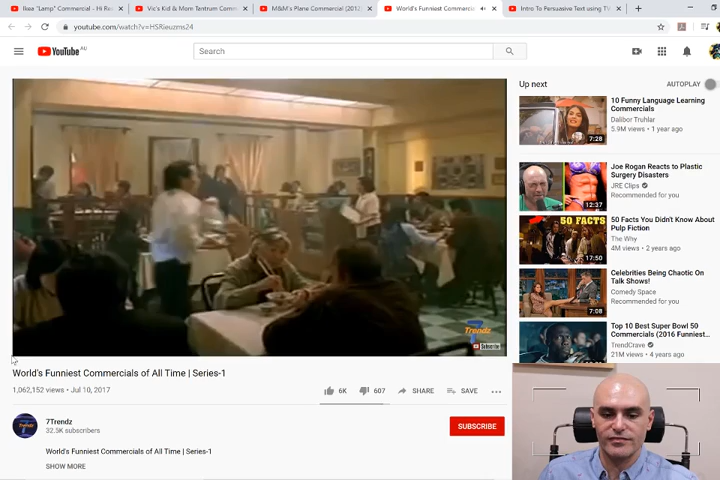 Ikea "Lamp" Commercial - Hi Re
Vic's Kid & More Tantrum Comm
M&M's Plane Commercial (2012)
World's Funniest Commerci
Intro To Persuasive Text using TV
youtube.com/watch?v=HSRieuzms24
YouTube AU
Search
7Trendz
Subscribe
World's Funniest Commercials of All Time | Series-1
1,062,152 views • Jul 10, 2017
6K
607
SHARE
SAVE
7Trendz
32.5K subscribers
SUBSCRIBE
World's Funniest Commercials of All Time | Series-1
SHOW MORE
Up next
AUTOPLAY
10 Funny Language Learning
Commercials
Dalibor Truhlar
5.9M views • 1 year ago
7:28
Joe Rogan Reacts to Plastic
Surgery Disasters
JRE Clips
Recommended for you
12:37
50 FACTS
50 Facts You Didn't Know About
Pulp Fiction
The Why
4M views • 2 years ago
17:50
Celebrities Being Chaotic On
Talk Shows!
Comedy Space
Recommended for you
7:08
Top 10 Best Super Bowl 50
Commercials (2016 Funniest...
TrendCrave
21M views • 4 years ago